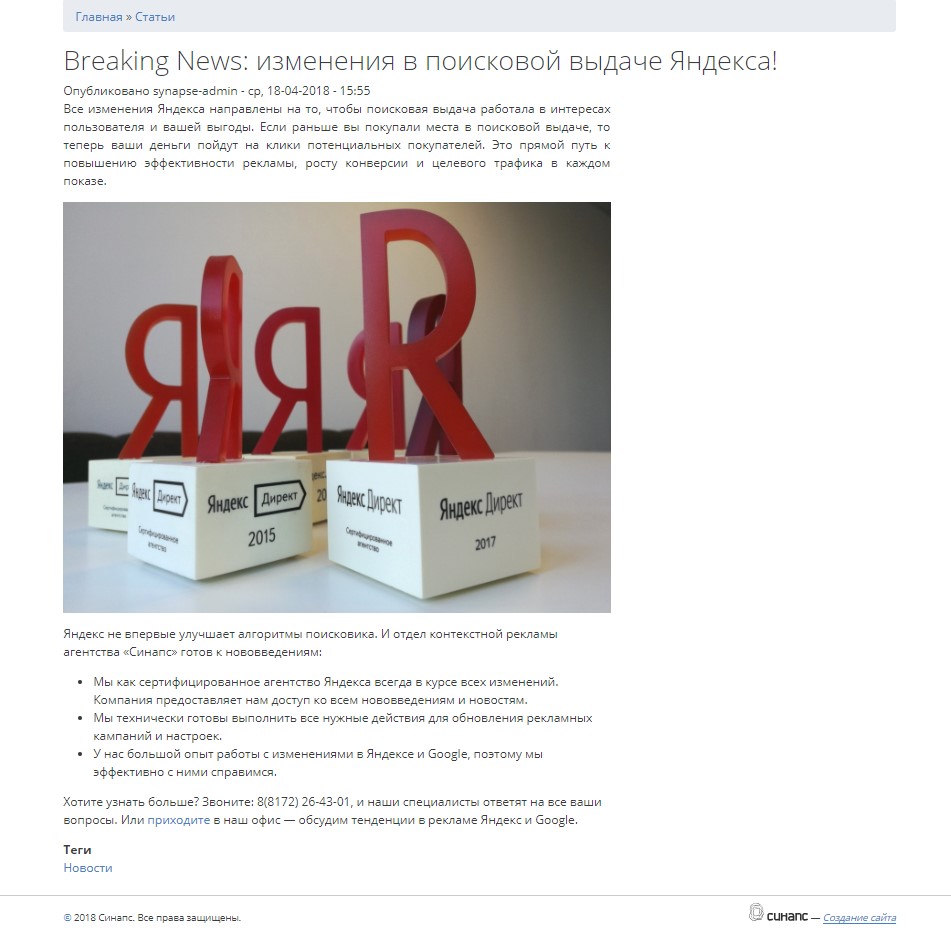 Главная » Статьи
Breaking News: изменения в поисковой выдаче Яндекса!
Опубликовано synapse-admin - ср, 18-04-2018 - 15:55
Все изменения Яндекса направлены на то, чтобы поисковая выдача работала в интересах
пользователя и вашей выгоды. Если раньше вы покупали места в поисковой выдаче, то
теперь ваши деньги пойдут на клики потенциальных покупателей. Это прямой путь к
повышению эффективности рекламы, росту конверсии и целевого трафика в каждом
показе.
Яндекс Директ
Сертифицированное
агентство
Яндекс Директ
2015
Яндекс Директ
Сертифицированное
агентство
Яндекс Директ
2017
Яндекс не впервые улучшает алгоритмы поисковика. И отдел контекстной рекламы
агентства «Синапс» готов к нововведениям:
• Мы как сертифицированное агентство Яндекса всегда в курсе всех изменений.
Компания предоставляет нам доступ ко всем нововведениям и новостям.
• Мы технически готовы выполнить все нужные действия для обновления рекламных
кампаний и настроек.
• У нас большой опыт работы с изменениями в Яндексе и Google, поэтому мы
эффективно с ними справимся.
Хотите узнать больше? Звоните: 8(8172) 26-43-01, и наши специалисты ответят на все ваши
вопросы. Или приходите в наш офис — обсудим тенденции в рекламе Яндекс и Google.
Теги
Новости
© 2018 Синапс. Все права защищены.
синапс — Создание сайта